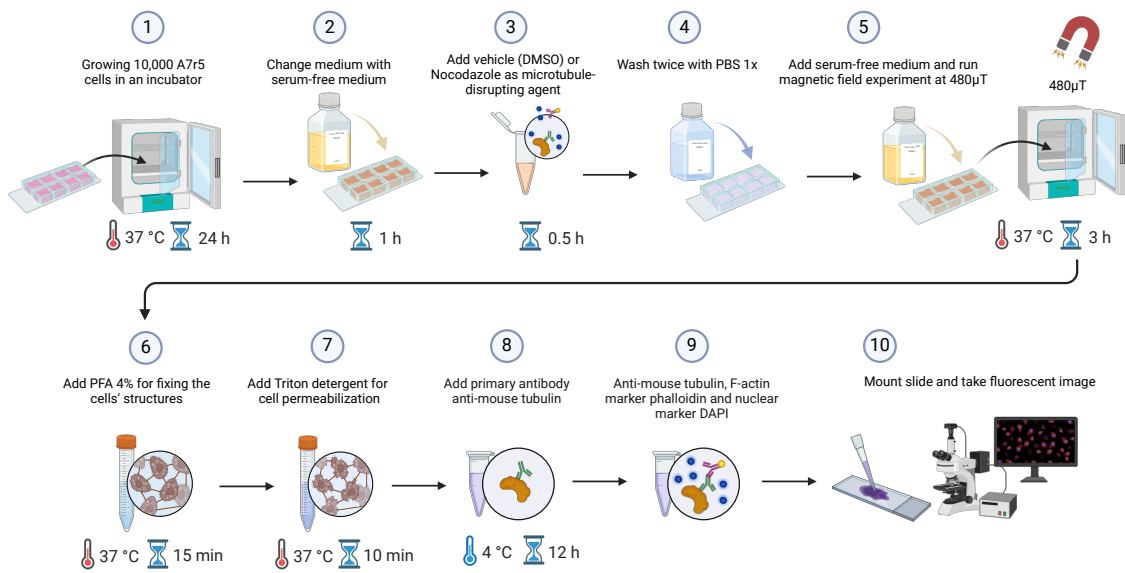 1
Growing 10,000 A7r5
cells in an incubator
37 °C
24 h
2
Change medium with
serum-free medium
1 h
3
Add vehicle (DMSO) or
Nocodazole as microtubule-
disrupting agent
0.5 h
4
Wash twice with PBS 1x
5
Add serum-free medium and run
magnetic field experiment at 480μT
480μT
37 °C
3 h
6
Add PFA 4% for fixing the
cells' structures
37 °C
15 min
7
Add Triton detergent for
cell permeabilization
37 °C
10 min
8
Add primary antibody
anti-mouse tubulin
4 °C
12 h
9
Anti-mouse tubulin, F-actin
marker phalloidin and nuclear
marker DAPI
10
Mount slide and take fluorescent image